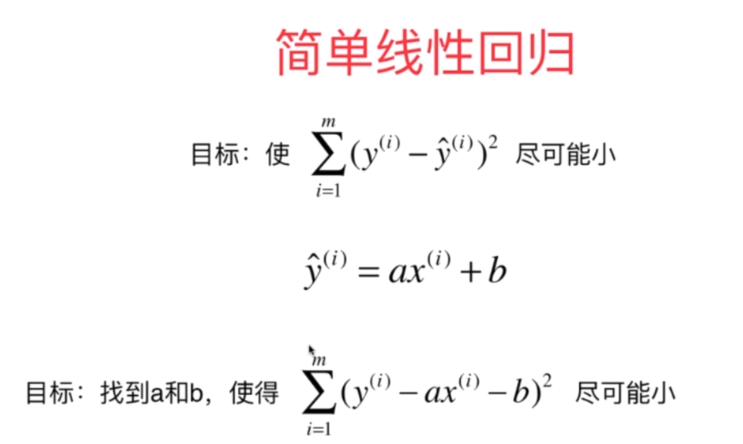 简单线性回归
目标：使 $\sum_{i=1}^{m}(y^{(i)} - \hat{y}^{(i)})^2$ 尽可能小
$\hat{y}^{(i)} = ax^{(i)} + b$
目标：找到a和b，使得 $\sum_{i=1}^{m}(y^{(i)} - ax^{(i)} - b)^2$ 尽可能小